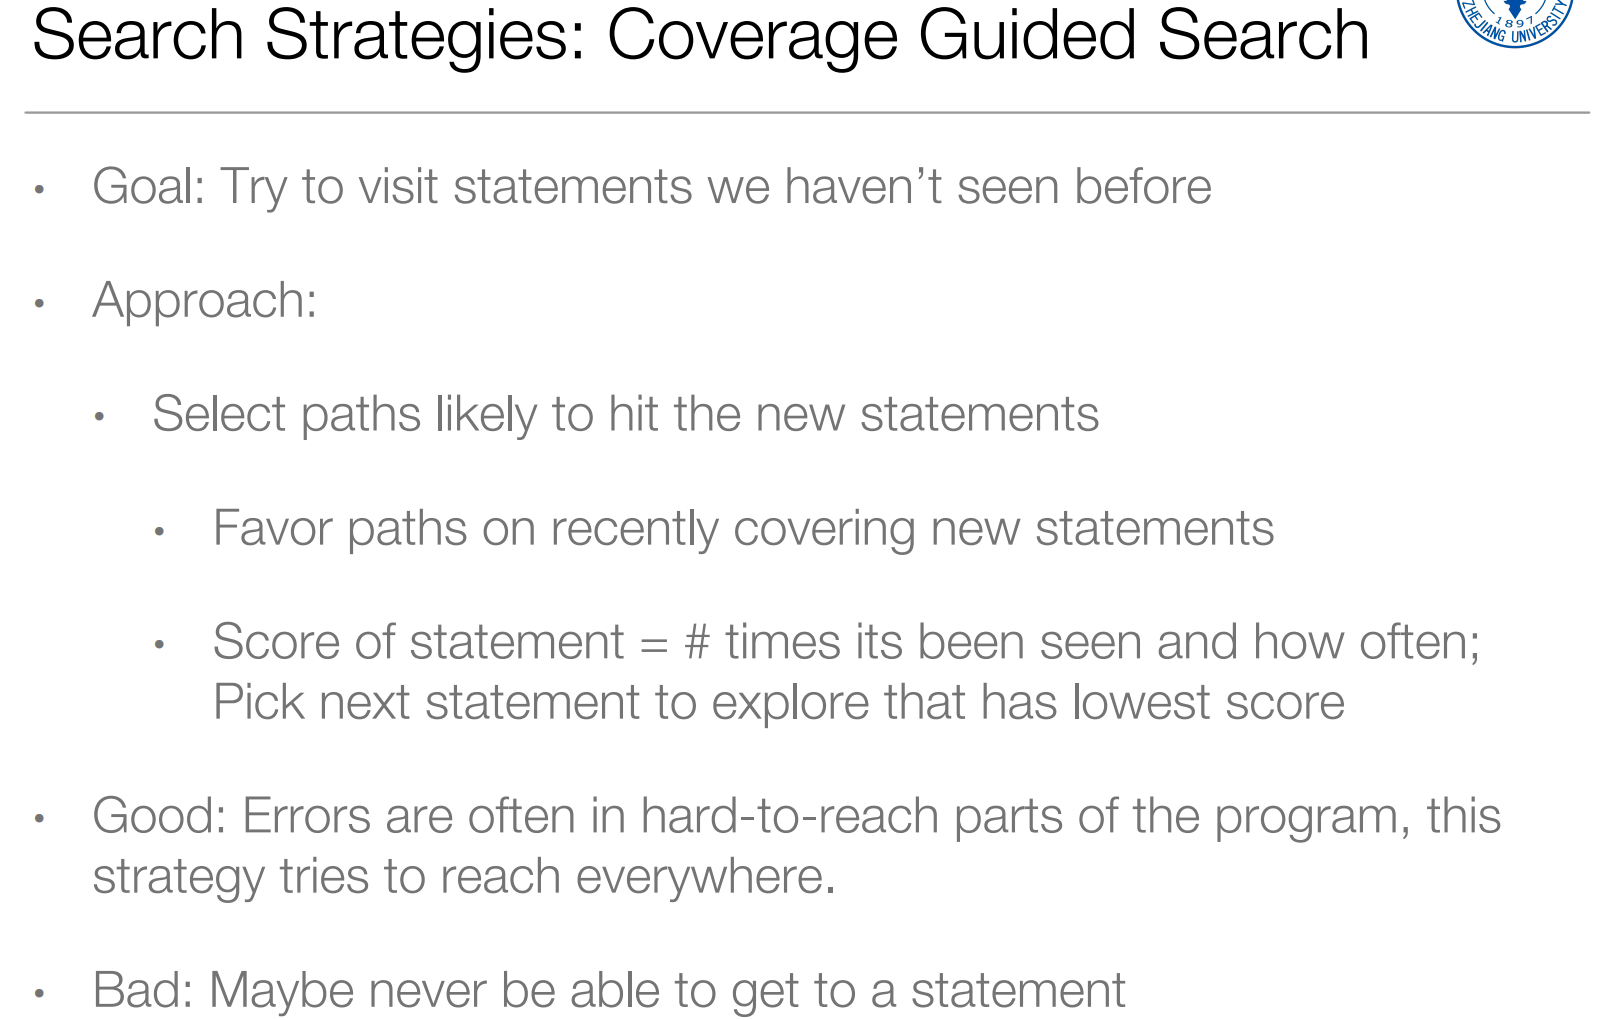 Search Strategies: Coverage Guided Search
1897
ZHEJIANG UNIVERSITY
• Goal: Try to visit statements we haven’t seen before
• Approach:
• Select paths likely to hit the new statements
• Favor paths on recently covering new statements
• Score of statement = # times its been seen and how often;
Pick next statement to explore that has lowest score
• Good: Errors are often in hard-to-reach parts of the program, this
strategy tries to reach everywhere.
• Bad: Maybe never be able to get to a statement